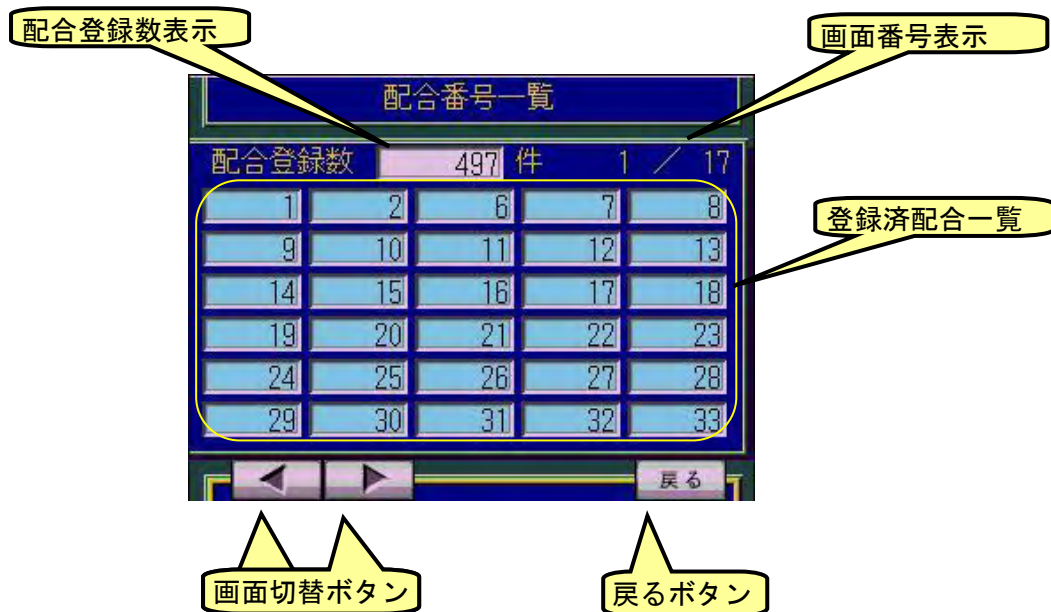 配合登録数表示
画面番号表示
配合番号一覧
配合登録数 497 件 1 ／ 17
1 2 6 7 8
登録済配合一覧
9 10 11 12 13
14 15 16 17 18
19 20 21 22 23
24 25 26 27 28
29 30 31 32 33
戻る
画面切替ボタン
戻るボタン